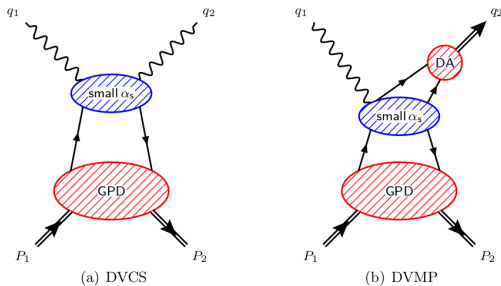 q1 q2
small αs
GPD
P1 P2
(a) DVCS
q1 q2
DA
small αs
GPD
P1 P2
(b) DVMP